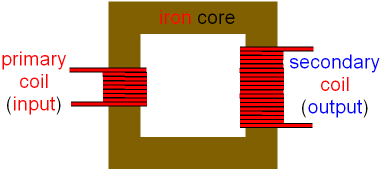 iron core
primary
coil
(input)
secondary
coil
(output)